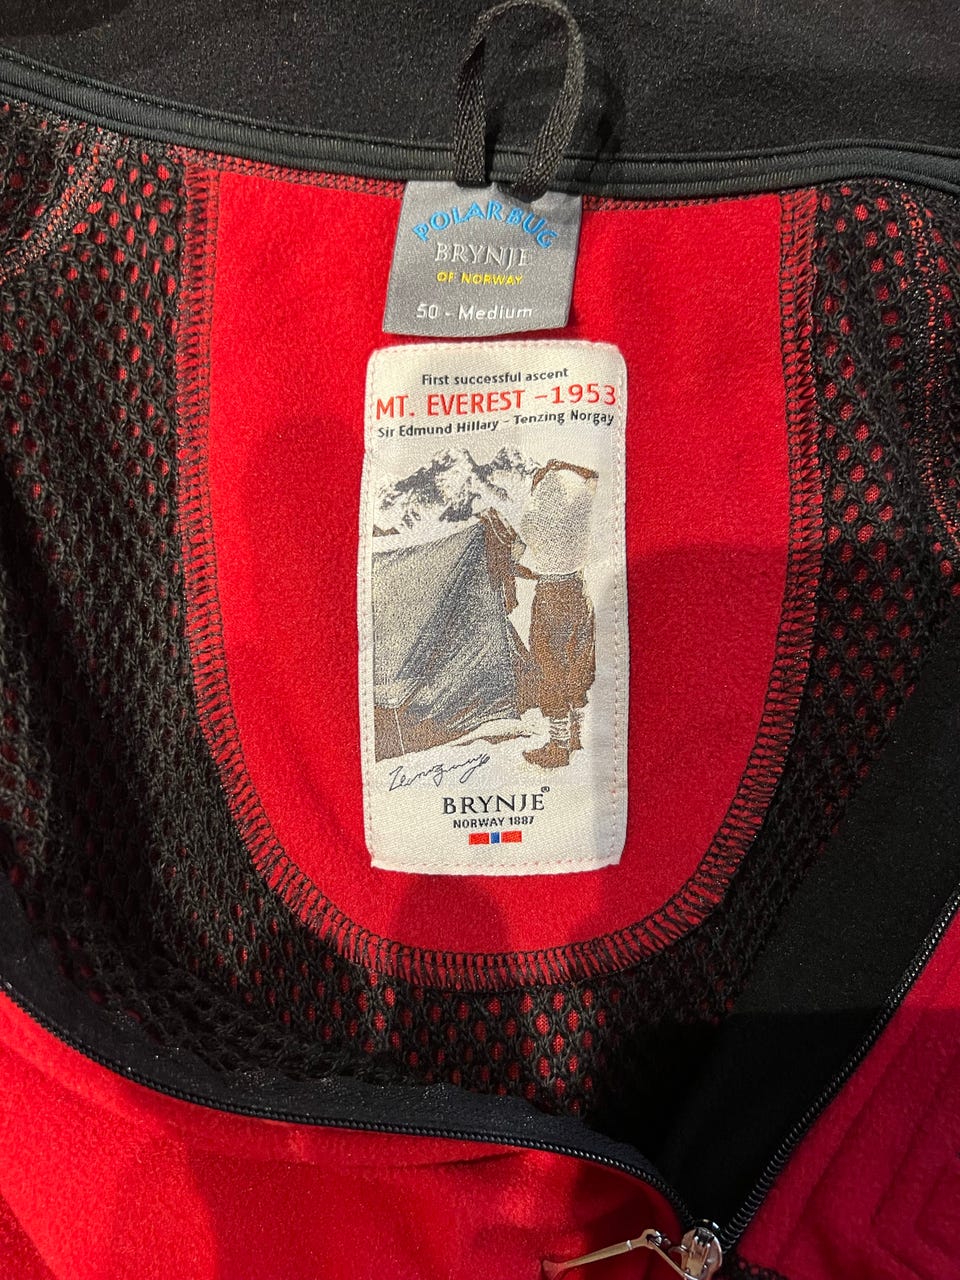 POLARBUG
BRYNJE
OF NORWAY
50 - Medium
First successful ascent
MT. EVEREST -1953
Sir Edmund Hillary - Tenzing Norgay
Tenzing
BRYNJE®
NORWAY 1887